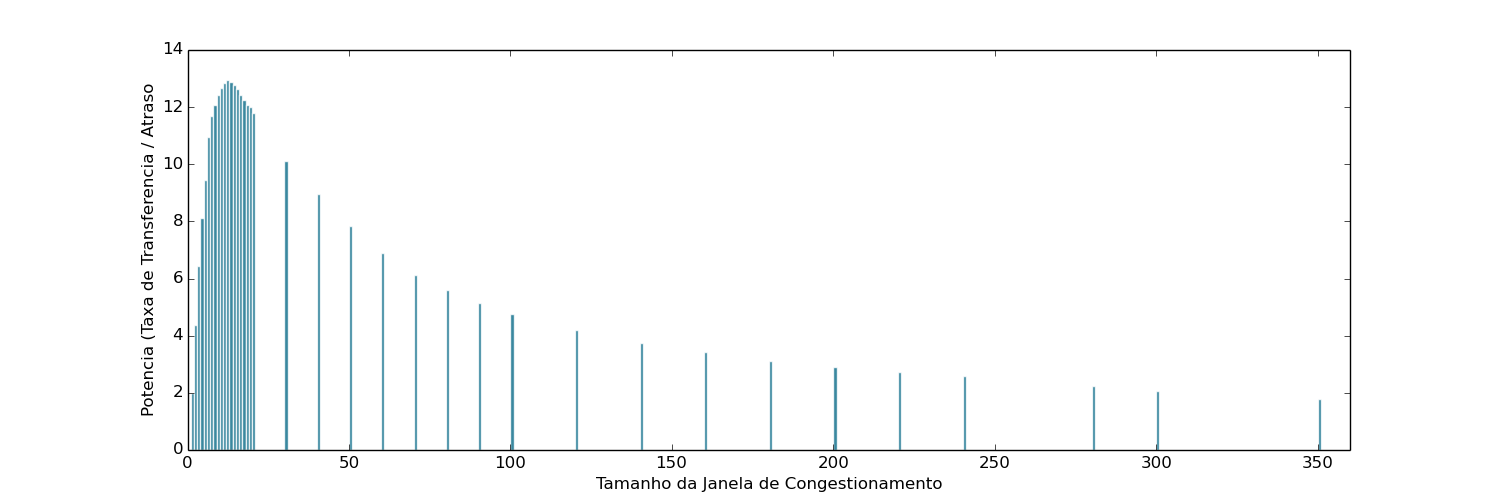 14
12
10
8
6
4
2
0
Potencia (Taxa de Transferencia / Atraso
0 50 100 150 200 250 300 350
Tamanho da Janela de Congestionamento